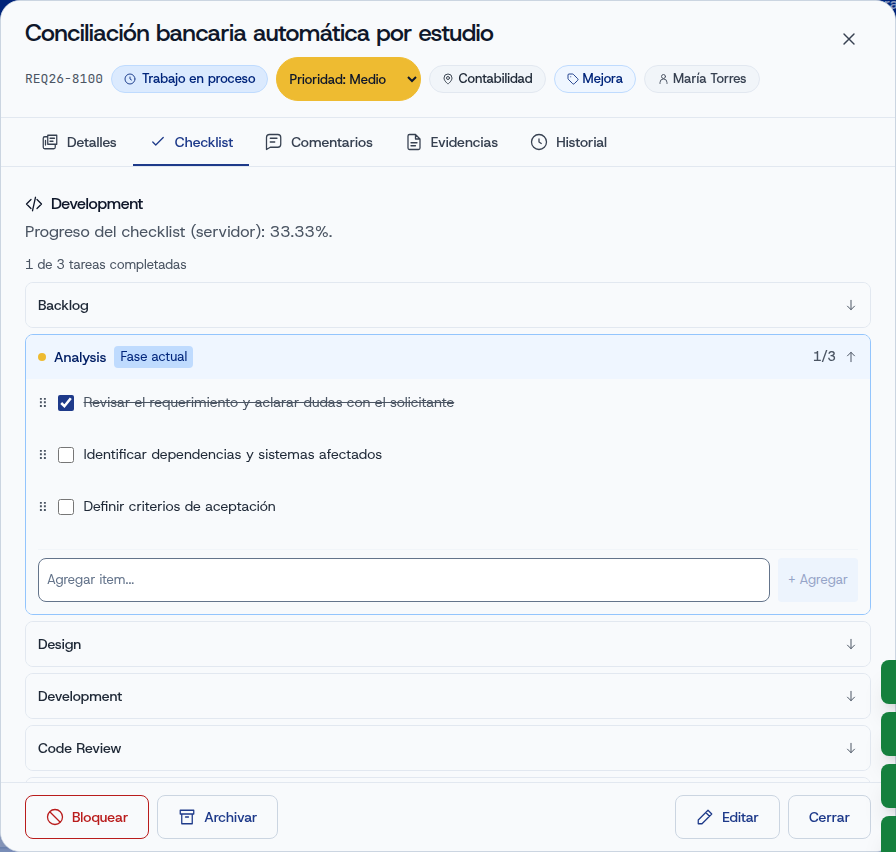 Conciliación bancaria automática por estudio
REQ26-8100 Trabajo en proceso Prioridad: Medio Contabilidad Mejora María Torres
Detalles Checklist Comentarios Evidencias Historial
Development
Progreso del checklist (servidor): 33.33%.
1 de 3 tareas completadas
Backlog
Analysis Fase actual 1/3
Revisar el requerimiento y aclarar dudas con el solicitante
Identificar dependencias y sistemas afectados
Definir criterios de aceptación
Agregar item... + Agregar
Design
Development
Code Review
Bloquear Archivar Editar Cerrar